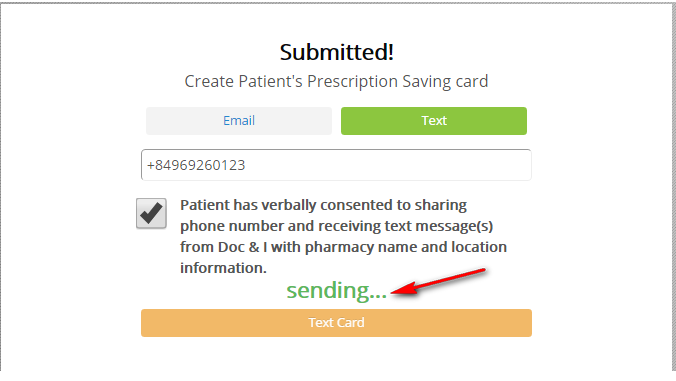 Submitted!
Create Patient's Prescription Saving card
Email
Text
+84969260123
Patient has verbally consented to sharing
phone number and receiving text message(s)
from Doc & I with pharmacy name and location
information.
sending...
Text Card